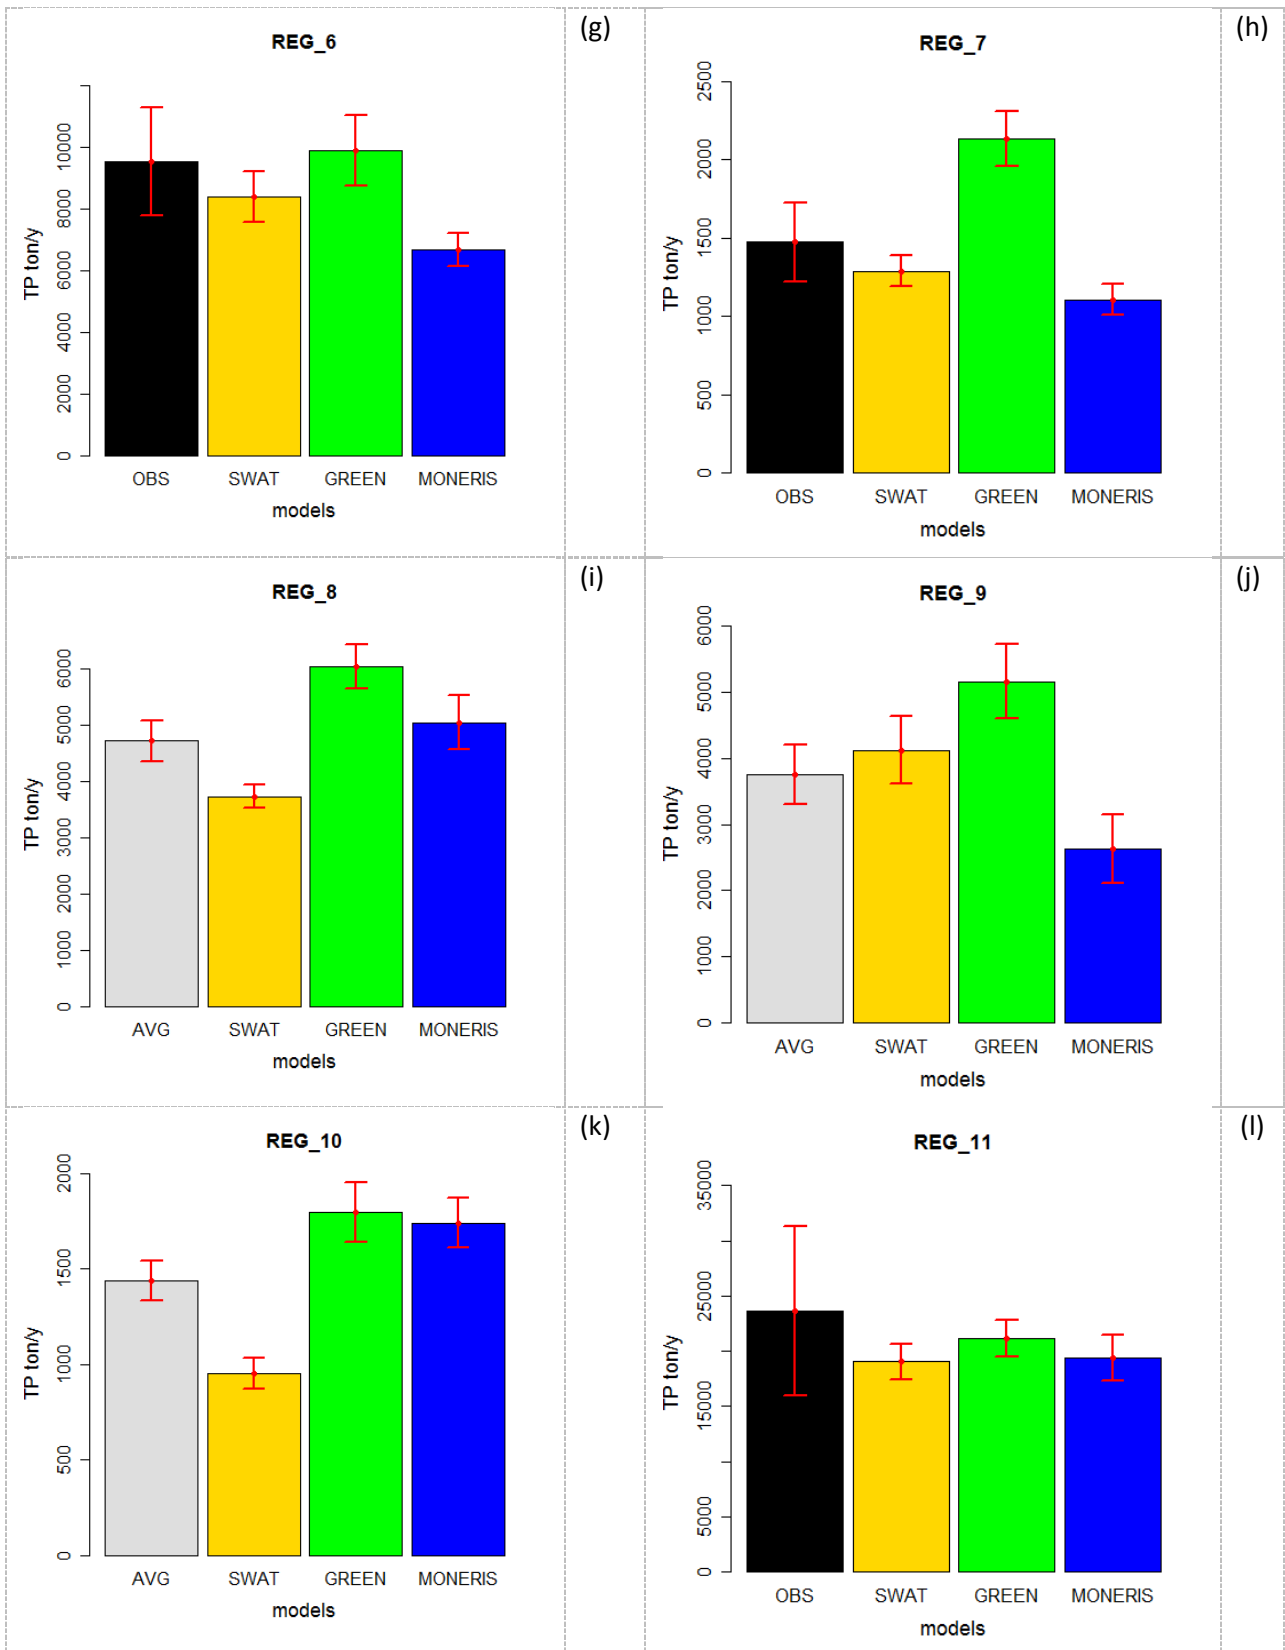 REG_6
(g)
TP ton/y
0
2000
4000
6000
8000
10000
OBS SWAT GREEN MONERIS
models
REG_7
(h)
TP ton/y
0
500
1000
1500
2000
2500
OBS SWAT GREEN MONERIS
models
REG_8
(i)
TP ton/y
0
1000
2000
3000
4000
5000
6000
AVG SWAT GREEN MONERIS
models
REG_9
(j)
TP ton/y
0
1000
2000
3000
4000
5000
6000
AVG SWAT GREEN MONERIS
models
REG_10
(k)
TP ton/y
0
500
1000
1500
2000
AVG SWAT GREEN MONERIS
models
REG_11
(l)
TP ton/y
0
5000
15000
25000
35000
OBS SWAT GREEN MONERIS
models